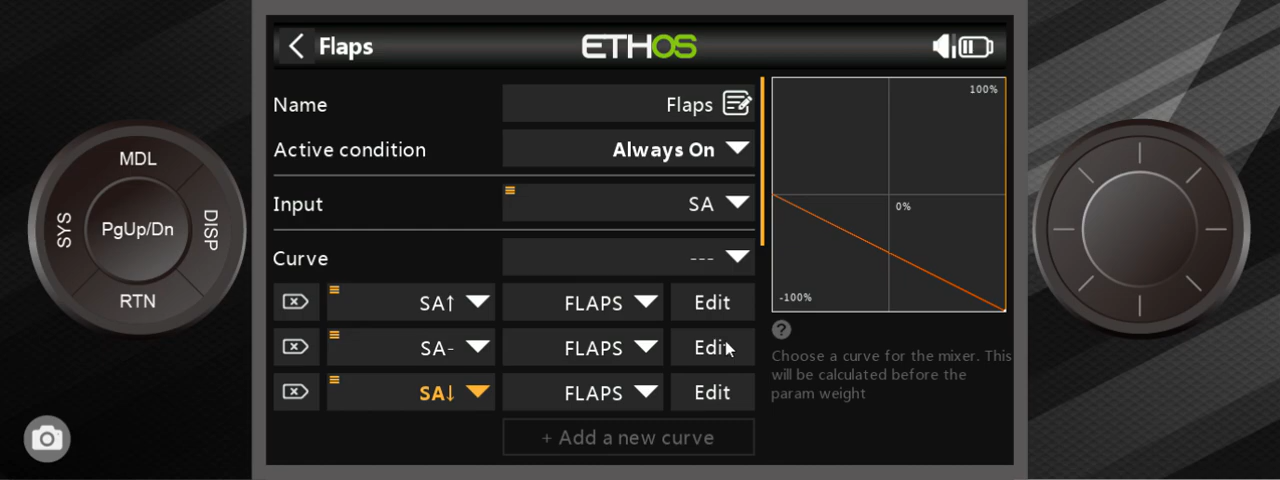 Flaps
ETHOS
Name
Flaps
Active condition
Always On
Input
SA
Curve
---
SA↑
FLAPS
Edit
SA-
FLAPS
Edit
SA↓
FLAPS
Edit
+ Add a new curve
100%
0%
-100%
?
Choose a curve for the mixer. This
will be calculated before the
param weight
MDL
SYS
PgUp/Dn
DISP
RTN